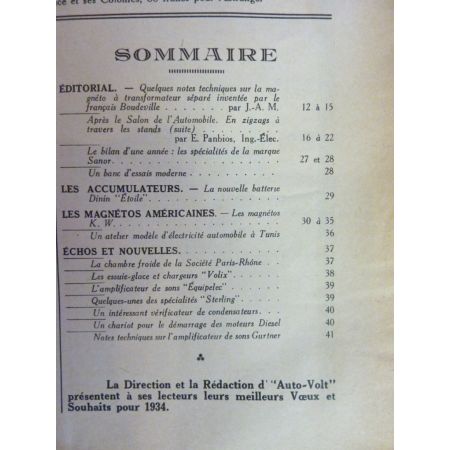 et ses Colonies, 60 francs pour l'Étranger.
SOMMAIRE
ÉDITORIAL. — Quelques notes techniques sur la ma-
gnéto à transformateur séparé inventée par le
français Boudeville . . . . . . . par J.-A. M. 12 à 15
Après le Salon de l'Automobile. En zigzags à
travers les stands (suite) . . . . . . . .
par E. Panbios, Ing.-Élec. 16 à 22
Le bilan d'une année : les spécialités de la marque
Sanor. . . . . . . . . . . . . . 27 et 28
Un banc d'essais moderne . . . . . . . . 28
LES ACCUMULATEURS. — La nouvelle batterie
Dinin "Étoile" . . . . . . . . . . . 29
LES MAGNÉTOS AMÉRICAINES. — Les magnétos
K. W. . . . . . . . . . . . . . . 30 à 35
Un atelier modèle d'électricité automobile à Tunis 36
ÉCHOS ET NOUVELLES. . . . . . . . . . 37
La chambre froide de la Société Paris-Rhône . . . 37
Les essuie-glace et chargeurs "Volix" . . . . . 38
L'amplificateur de sons "Équipelec" . . . . . . 39
Quelques-unes des spécialités "Sterling" . . . . . 39
Un intéressant vérificateur de condensateurs . . . . 40
Un chariot pour le démarrage des moteurs Diesel 40
Notes techniques sur l'amplificateur de sons Gurtner 41
La Direction et la Rédaction d' "Auto-Volt"
présentent à ses lecteurs leurs meilleurs Vœux et
Souhaits pour 1934.